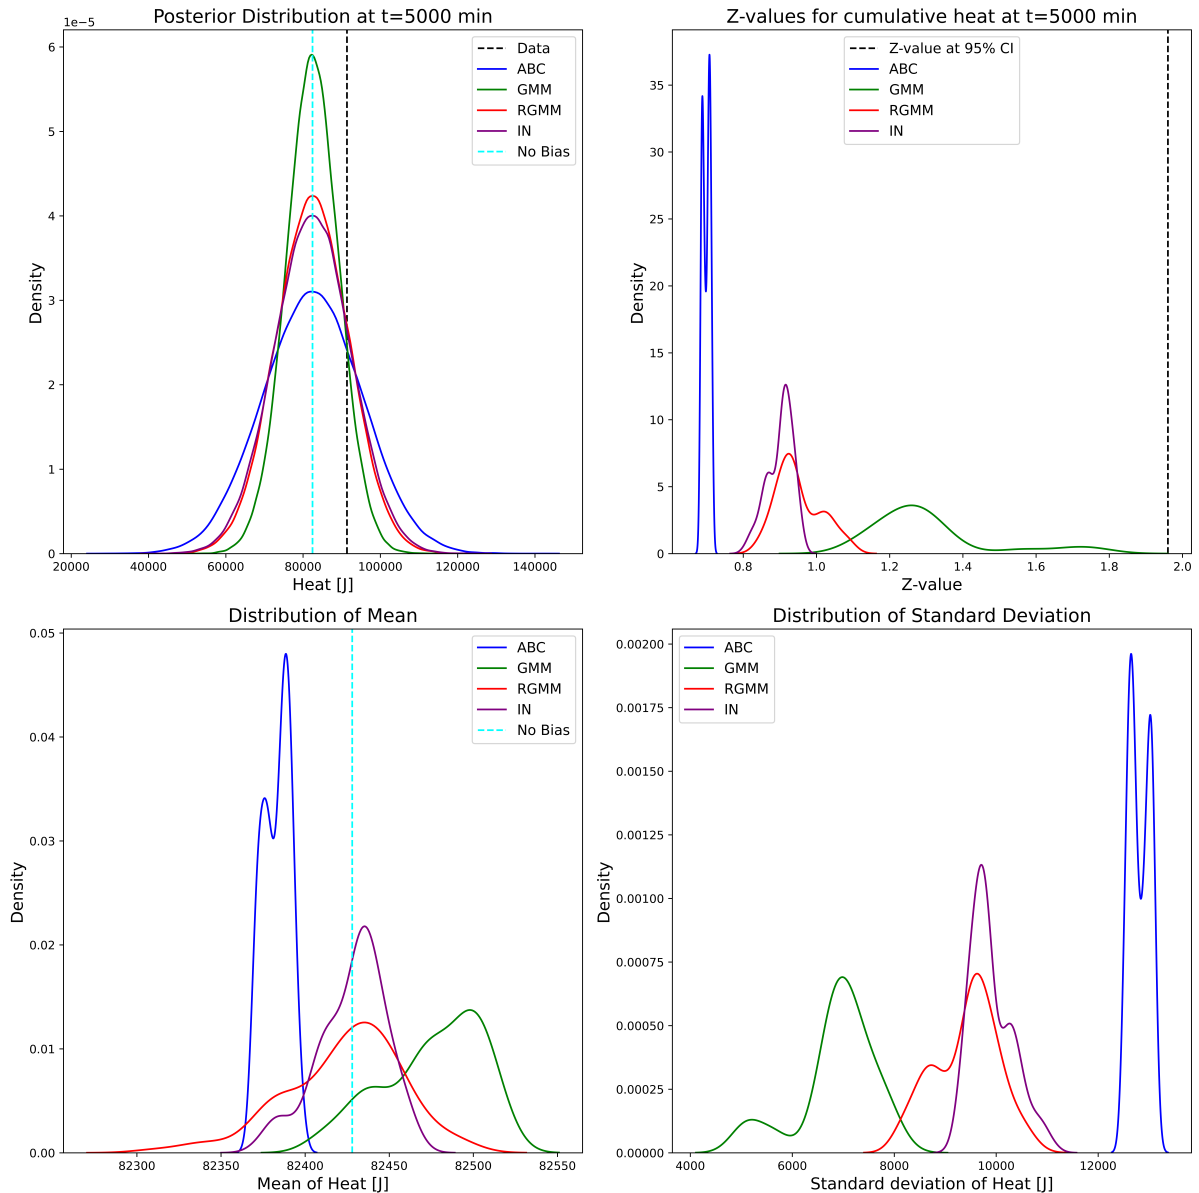 Posterior Distribution at t=5000 min
1e−5
6
5
4
3
2
1
0
Density
20000 40000 60000 80000 100000 120000 140000
Heat [J]
Data
ABC
GMM
RGMM
IN
No Bias
Z-values for cumulative heat at t=5000 min
35
30
25
20
15
10
5
0
Density
0.8 1.0 1.2 1.4 1.6 1.8 2.0
Z-value
Z-value at 95% CI
ABC
GMM
RGMM
IN
Distribution of Mean
0.05
0.04
0.03
0.02
0.01
0.00
Density
82300 82350 82400 82450 82500 82550
Mean of Heat [J]
ABC
GMM
RGMM
IN
No Bias
Distribution of Standard Deviation
0.00200
0.00175
0.00150
0.00125
0.00100
0.00075
0.00050
0.00025
0.00000
Density
4000 6000 8000 10000 12000
Standard deviation of Heat [J]
ABC
GMM
RGMM
IN